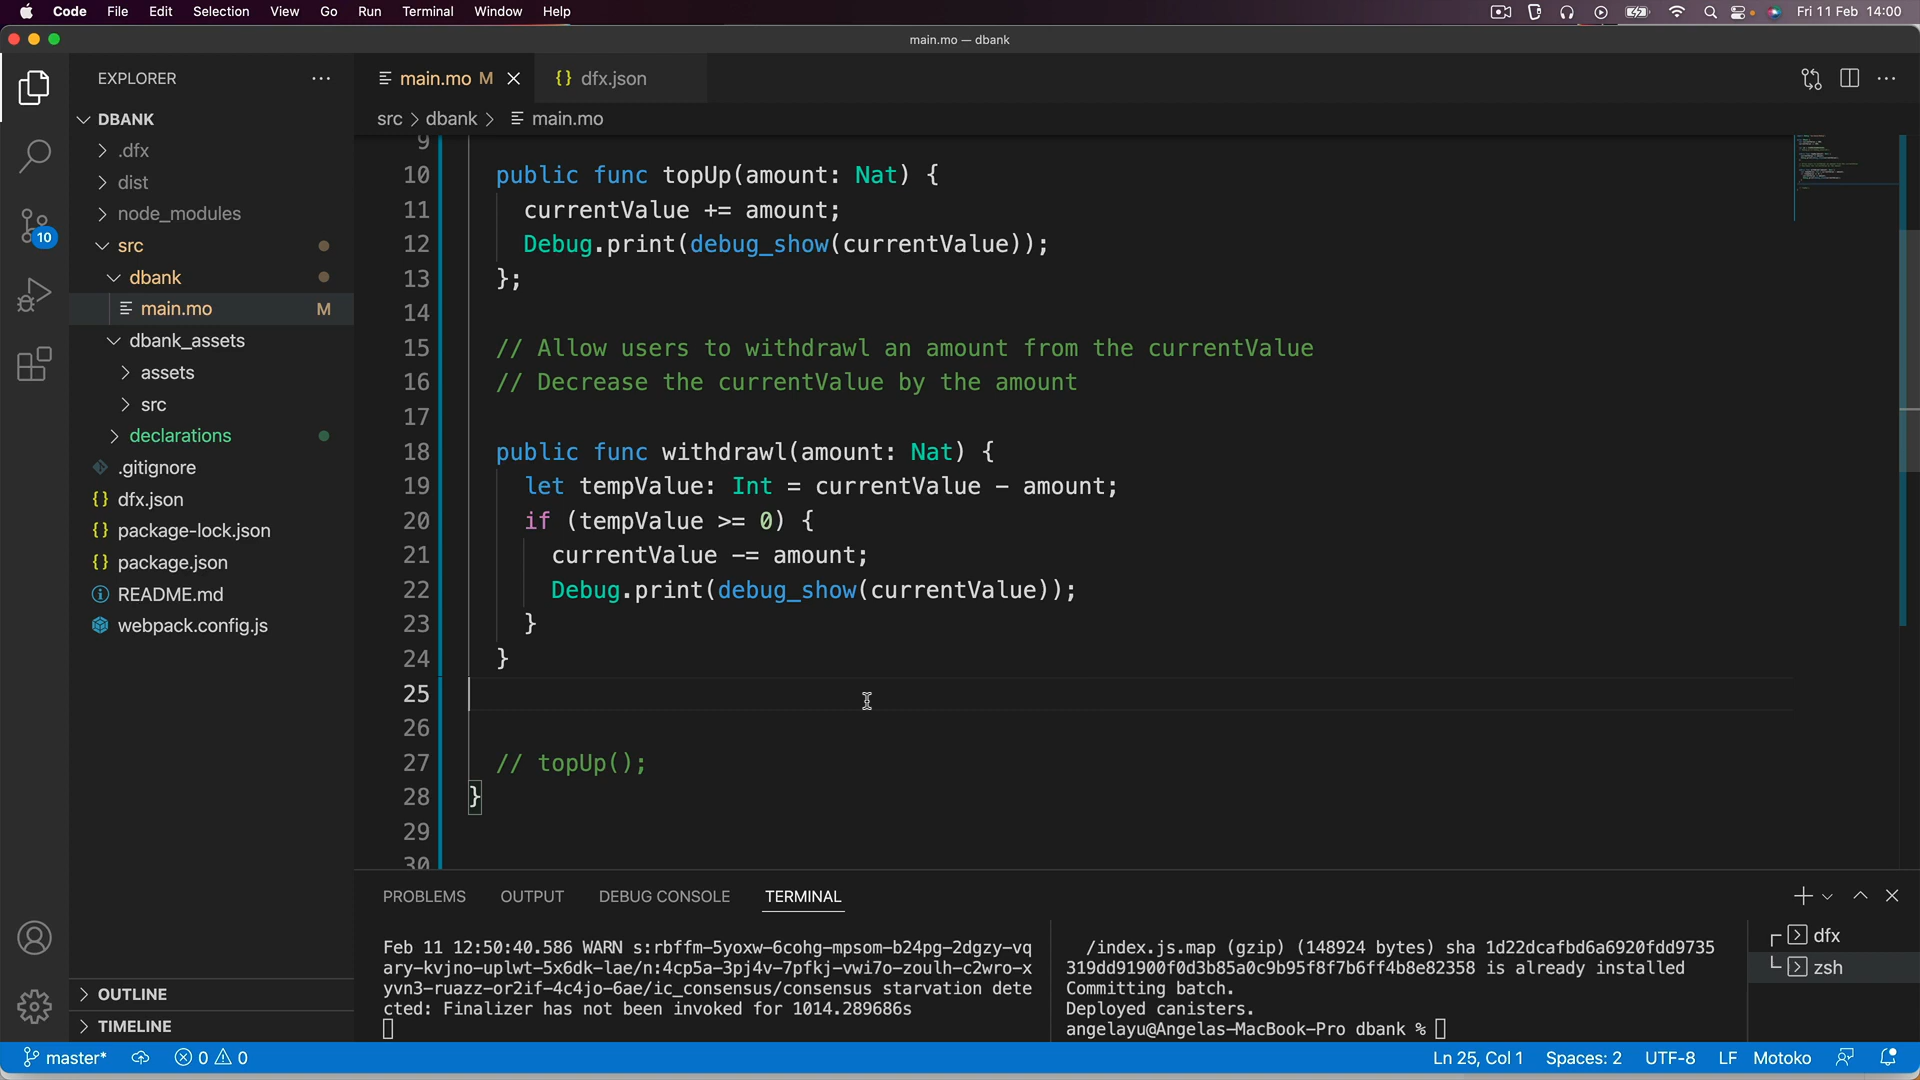 Code File Edit Selection View Go Run Terminal Window Help Fri 11 Feb 14:00
main.mo — dbank
EXPLORER
DBANK
.dfx
dist
node_modules
src
dbank
main.mo M
dbank_assets
assets
src
declarations
.gitignore
dfx.json
package-lock.json
package.json
README.md
webpack.config.js
OUTLINE
TIMELINE
10
main.mo M dfx.json
src > dbank > main.mo
9
10 public func topUp(amount: Nat) {
11 currentValue += amount;
12 Debug.print(debug_show(currentValue));
13 };
14
15 // Allow users to withdrawl an amount from the currentValue
16 // Decrease the currentValue by the amount
17
18 public func withdrawl(amount: Nat) {
19 let tempValue: Int = currentValue - amount;
20 if (tempValue >= 0) {
21 currentValue -= amount;
22 Debug.print(debug_show(currentValue));
23 }
24 }
25
26
27 // topUp();
28 }
29
30
PROBLEMS OUTPUT DEBUG CONSOLE TERMINAL
Feb 11 12:50:40.586 WARN s:rbffm-5yoxw-6cohg-mpsom-b24pg-2dgzy-vq
ary-kvjno-uplwt-5x6dk-lae/n:4cp5a-3pj4v-7pfkj-vwi7o-zoulh-c2wro-x
yvn3-ruazz-or2if-4c4jo-6ae/ic_consensus/consensus starvation dete
cted: Finalizer has not been invoked for 1014.289686s
/index.js.map (gzip) (148924 bytes) sha 1d22dcafbd6a6920fdd9735
319dd91900f0d3b85a0c9b95f8f7b6ff4b8e82358 is already installed
Committing batch.
Deployed canisters.
angelayu@Angelas-MacBook-Pro dbank %
dfx
zsh
master* 0 0 Ln 25, Col 1 Spaces: 2 UTF-8 LF Motoko